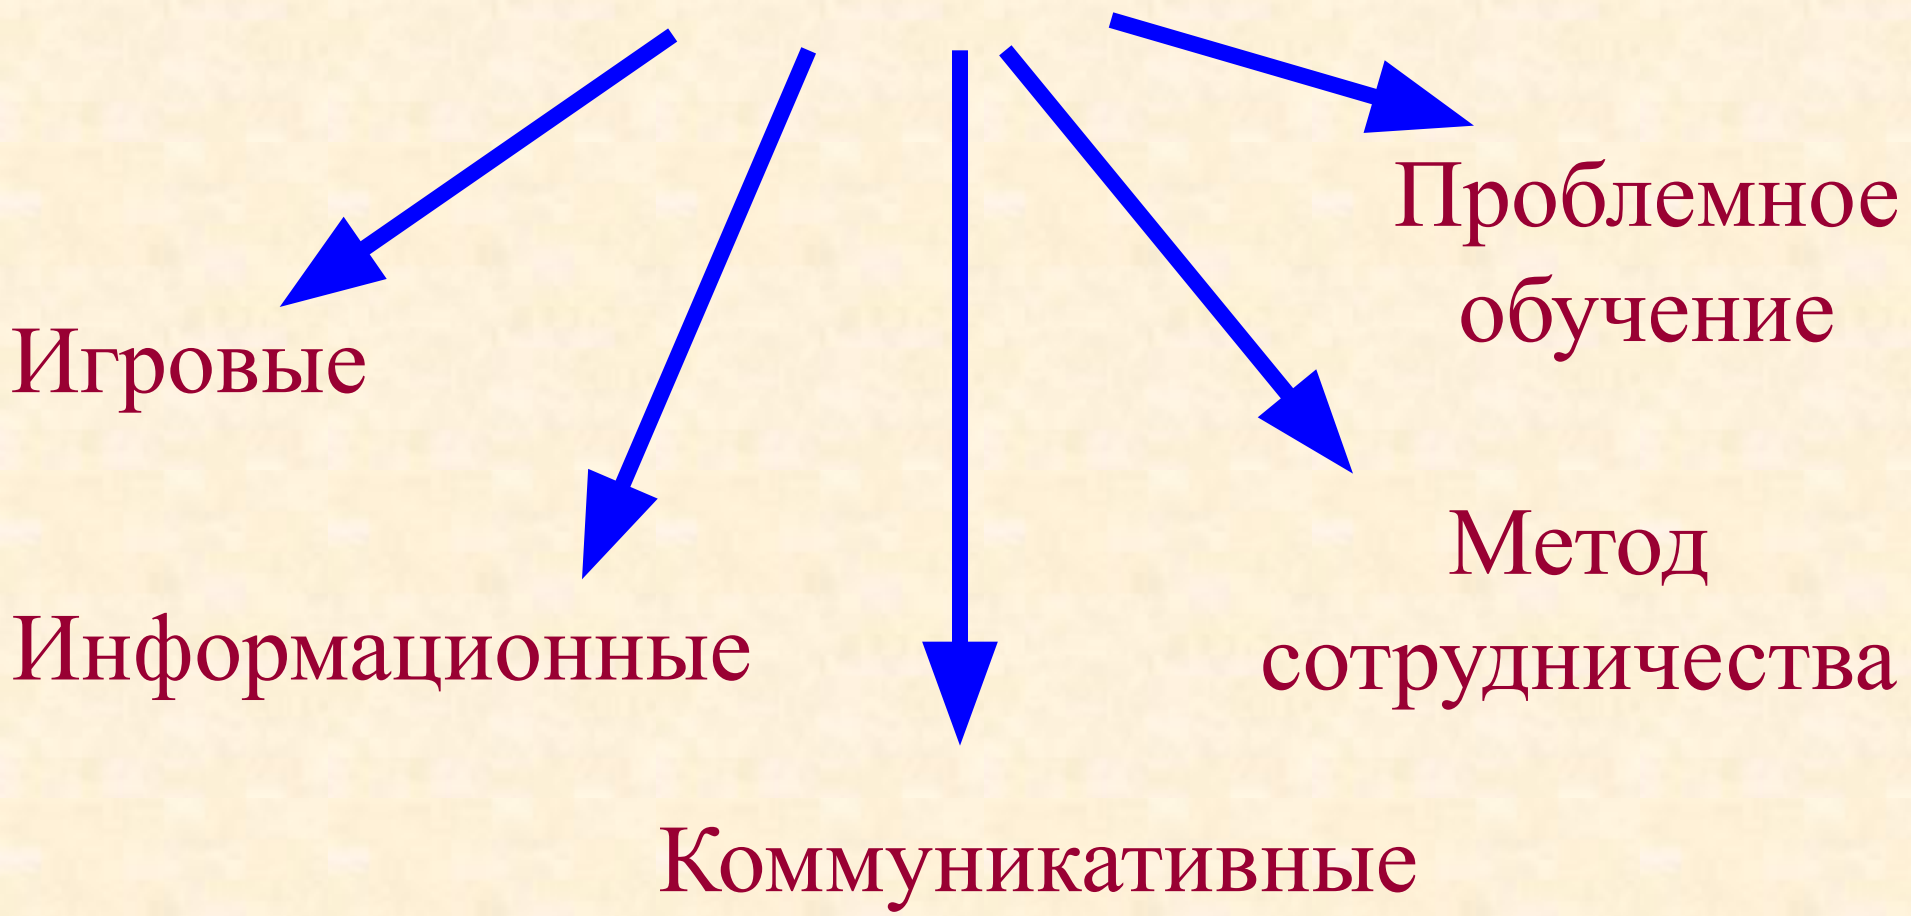 Проблемное
обучение
Игровые
Метод
сотрудничества
Информационные
Коммуникативные